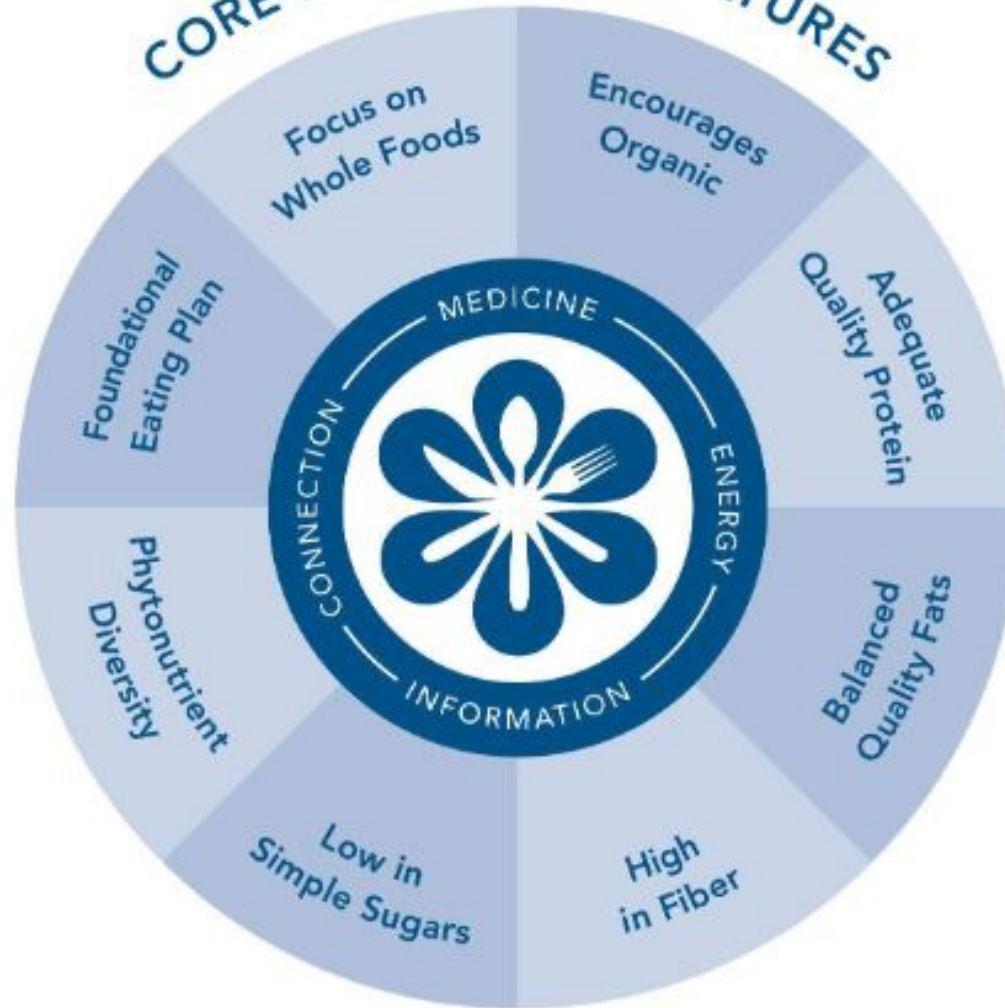 CORE
Focus on
Whole Foods
Encourages
Organic
Adequate
Quality Protein
Balanced
Quality Fats
High
in Fiber
Low in
Simple Sugars
Phytonutrient
Diversity
Foundational
Eating Plan
MEDICINE
ENERGY
INFORMATION
CONNECTION